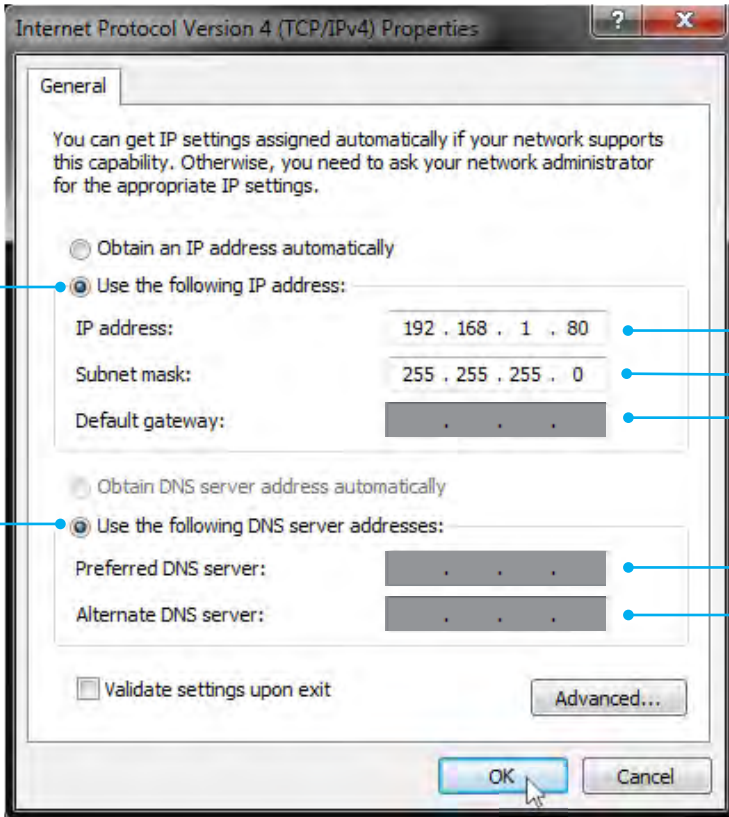 Internet Protocol Version 4 (TCP/IPv4) Properties
?
X
General
You can get IP settings assigned automatically if your network supports
this capability. Otherwise, you need to ask your network administrator
for the appropriate IP settings.
Obtain an IP address automatically
Use the following IP address:
IP address: 192 . 168 . 1 . 80
Subnet mask: 255 . 255 . 255 . 0
Default gateway: . . .
Obtain DNS server address automatically
Use the following DNS server addresses:
Preferred DNS server: . . .
Alternate DNS server: . . .
Validate settings upon exit
Advanced...
OK Cancel